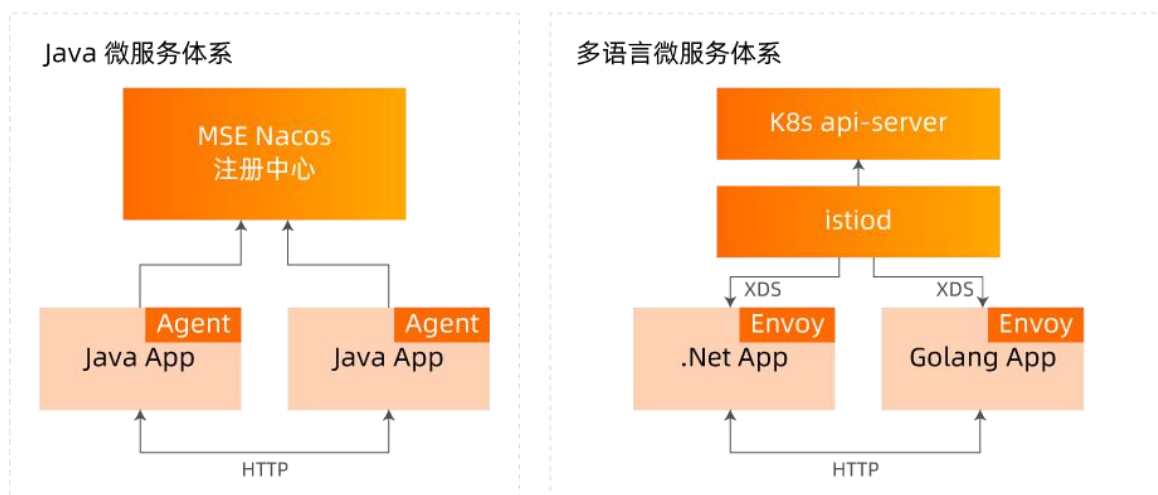 Java 微服务体系
MSE Nacos
注册中心
Agent
Java App
Agent
Java App
HTTP
多语言微服务体系
K8s api-server
istiod
XDS
XDS
Envoy
.Net App
Envoy
Golang App
HTTP